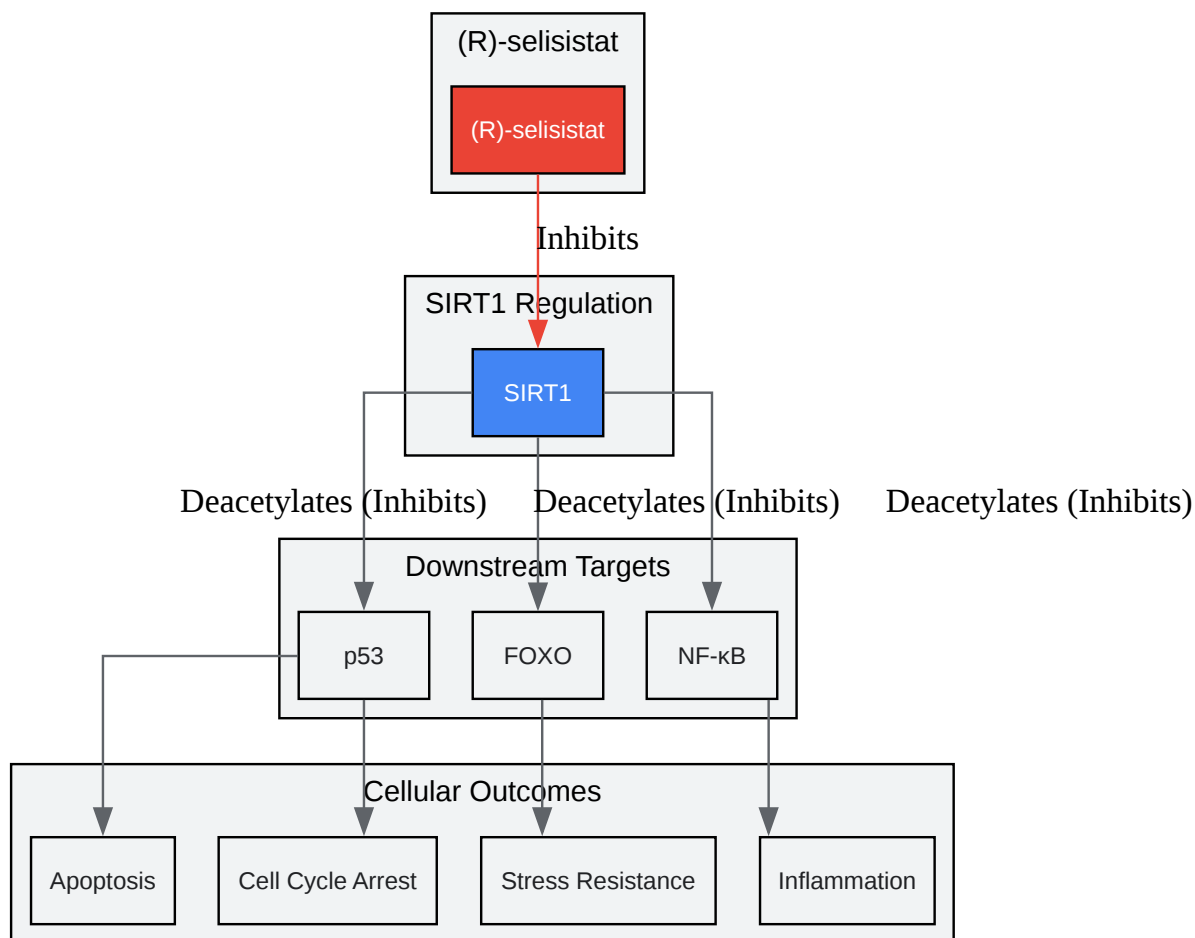 (R)-selisistat
(R)-selisistat
Inhibits
SIRT1 Regulation
SIRT1
Deacetylates (Inhibits)
Deacetylates (Inhibits)
Deacetylates (Inhibits)
Downstream Targets
p53
FOXO
NF-κB
Cellular Outcomes
Apoptosis
Cell Cycle Arrest
Stress Resistance
Inflammation